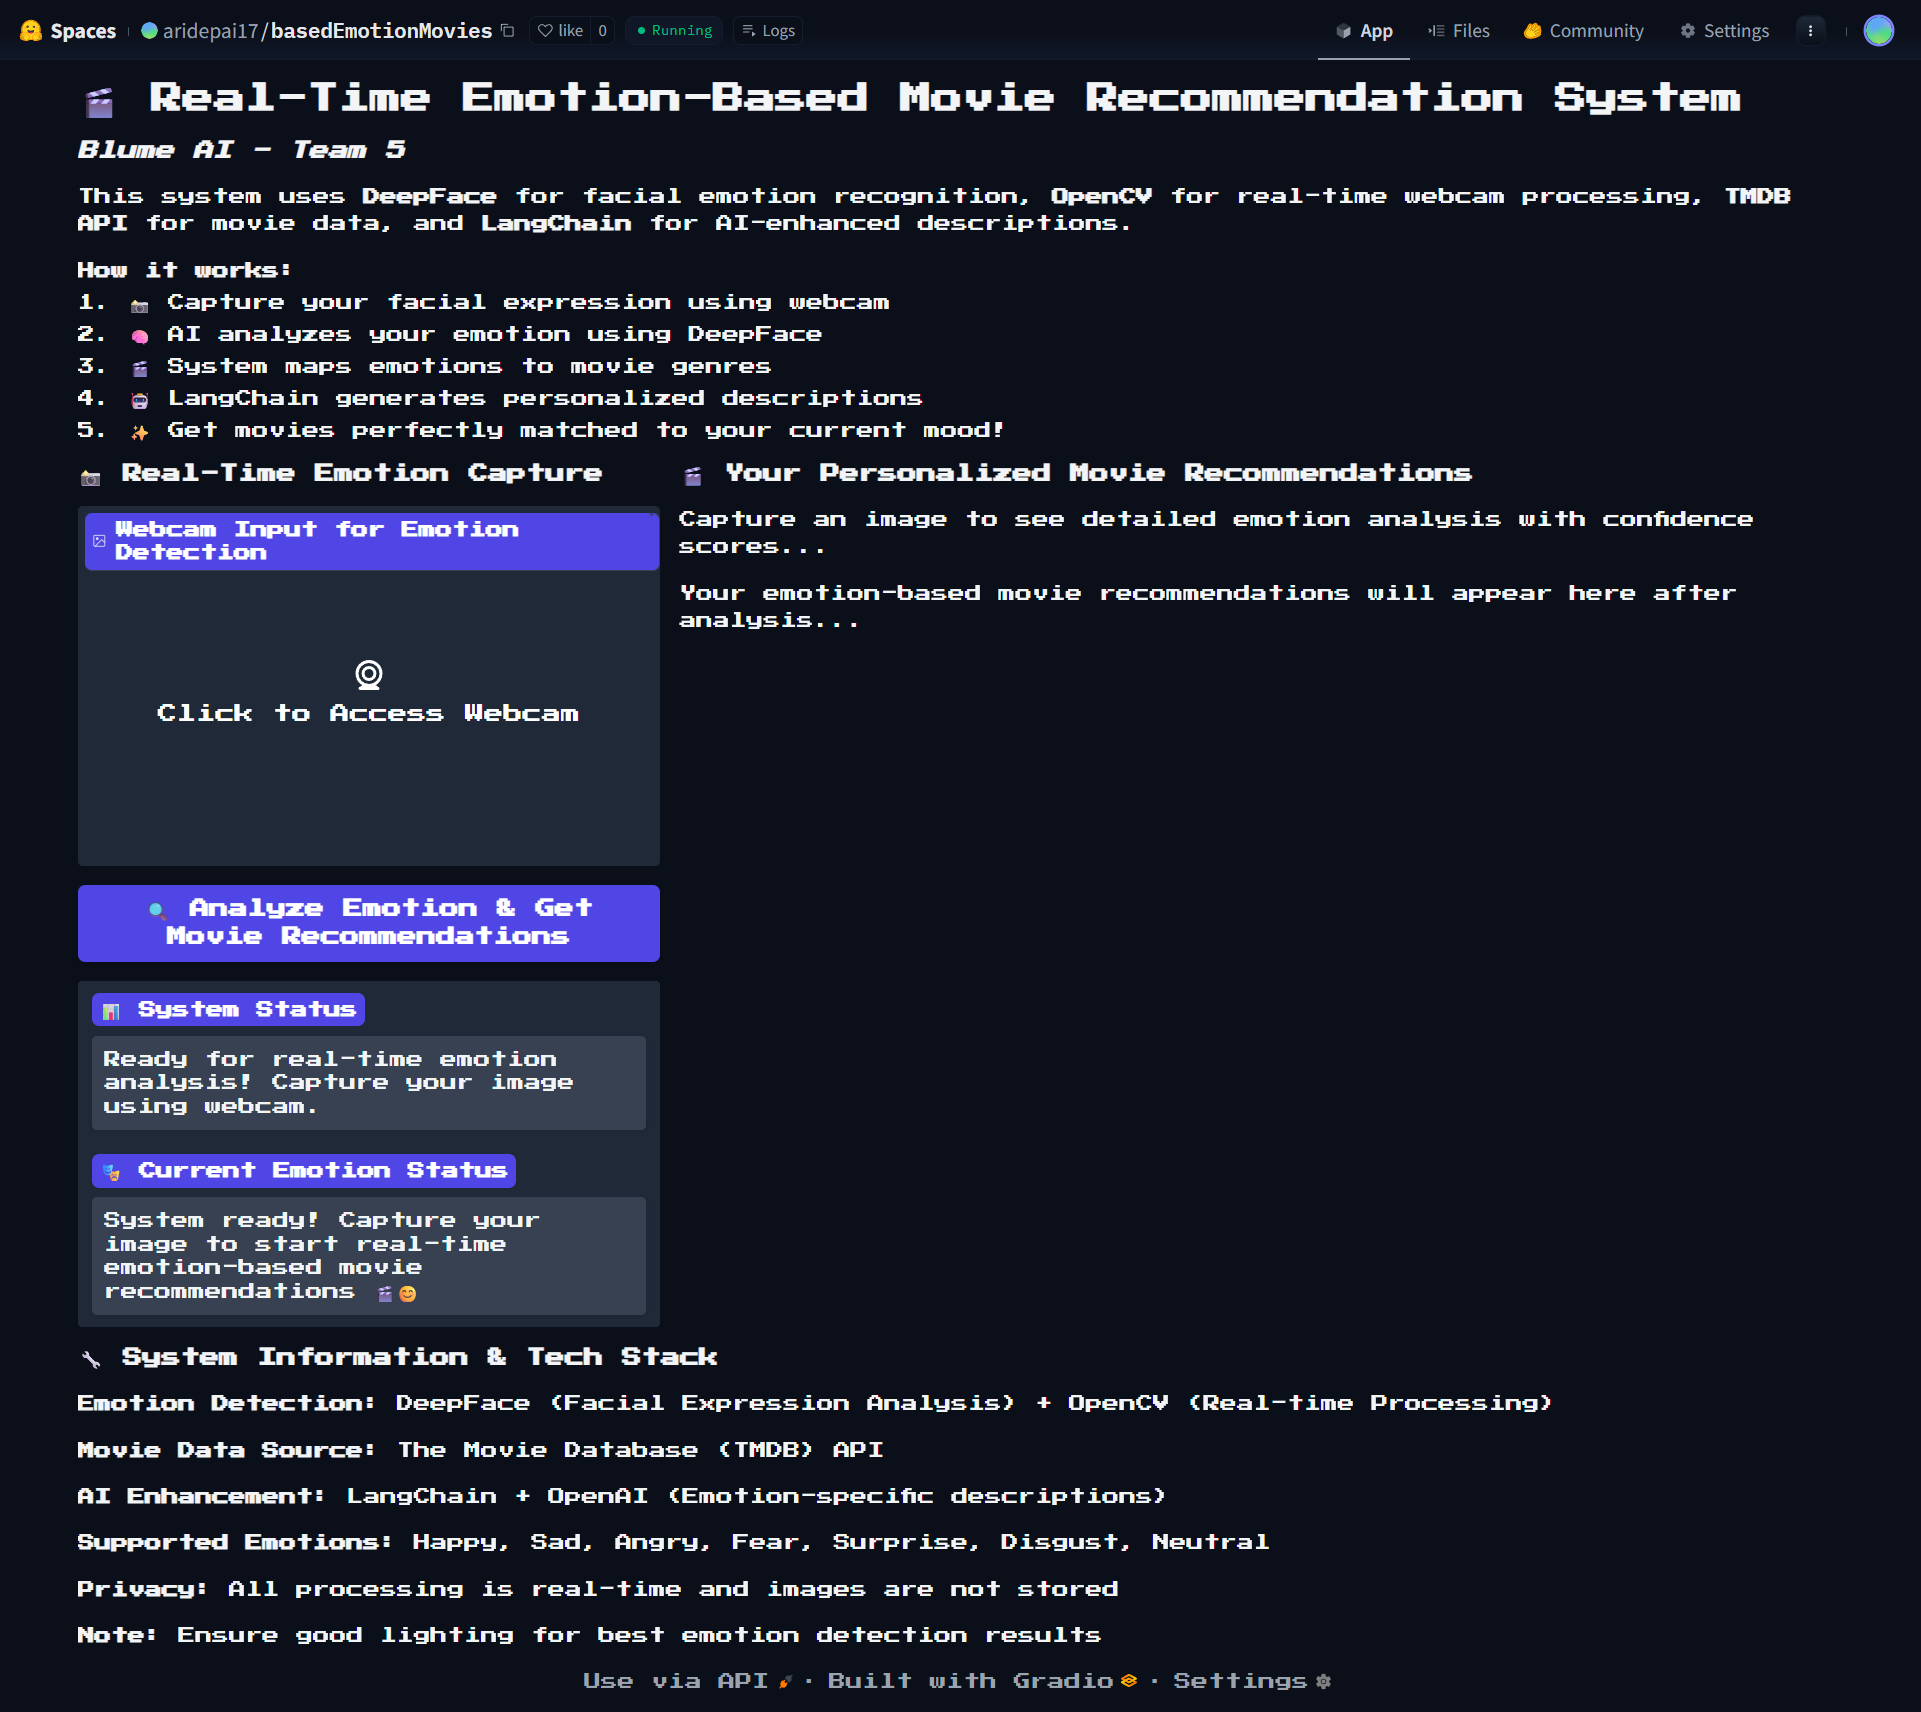 Spaces aridepai17/basedEmotionMovies like 0 Running Logs App Files Community Settings
Real-Time Emotion-Based Movie Recommendation System
Blume AI - Team 5
This system uses DeepFace for facial emotion recognition, OpenCV for real-time webcam processing, TMDB
API for movie data, and LangChain for AI-enhanced descriptions.
How it works:
1. 📷 Capture your facial expression using webcam
2. 🧠 AI analyzes your emotion using DeepFace
3. 🎬 System maps emotions to movie genres
4. 🤖 LangChain generates personalized descriptions
5. ✨ Get movies perfectly matched to your current mood!
📷 Real-Time Emotion Capture
Webcam Input for Emotion
Detection
Click to Access Webcam
🔍 Analyze Emotion & Get
Movie Recommendations
📊 System Status
Ready for real-time emotion
analysis! Capture your image
using webcam.
🎭 Current Emotion Status
System ready! Capture your
image to start real-time
emotion-based movie
recommendations 🎬😊
🎬 Your Personalized Movie Recommendations
Capture an image to see detailed emotion analysis with confidence
scores...
Your emotion-based movie recommendations will appear here after
analysis...
🔧 System Information & Tech Stack
Emotion Detection: DeepFace (Facial Expression Analysis) + OpenCV (Real-time Processing)
Movie Data Source: The Movie Database (TMDB) API
AI Enhancement: LangChain + OpenAI (Emotion-specific descriptions)
Supported Emotions: Happy, Sad, Angry, Fear, Surprise, Disgust, Neutral
Privacy: All processing is real-time and images are not stored
Note: Ensure good lighting for best emotion detection results
Use via API · Built with Gradio · Settings